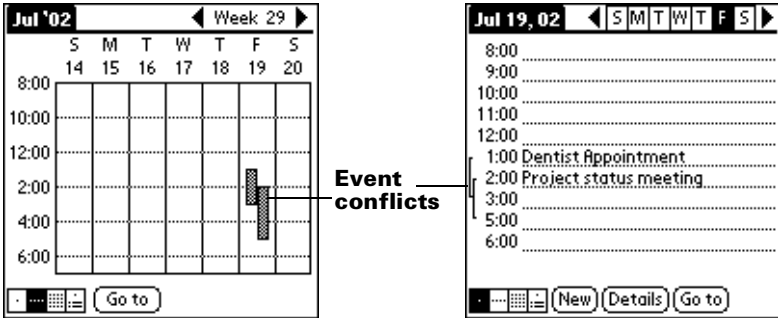 Jul '02 Week 29
S M T W T F S
14 15 16 17 18 19 20
8:00
10:00
12:00
2:00
4:00
6:00
Go to
Event
conflicts
Jul 19, 02 S M T W T F S
8:00
9:00
10:00
11:00
12:00
1:00 Dentist Appointment
2:00 Project status meeting
3:00
5:00
6:00
New Details Go to